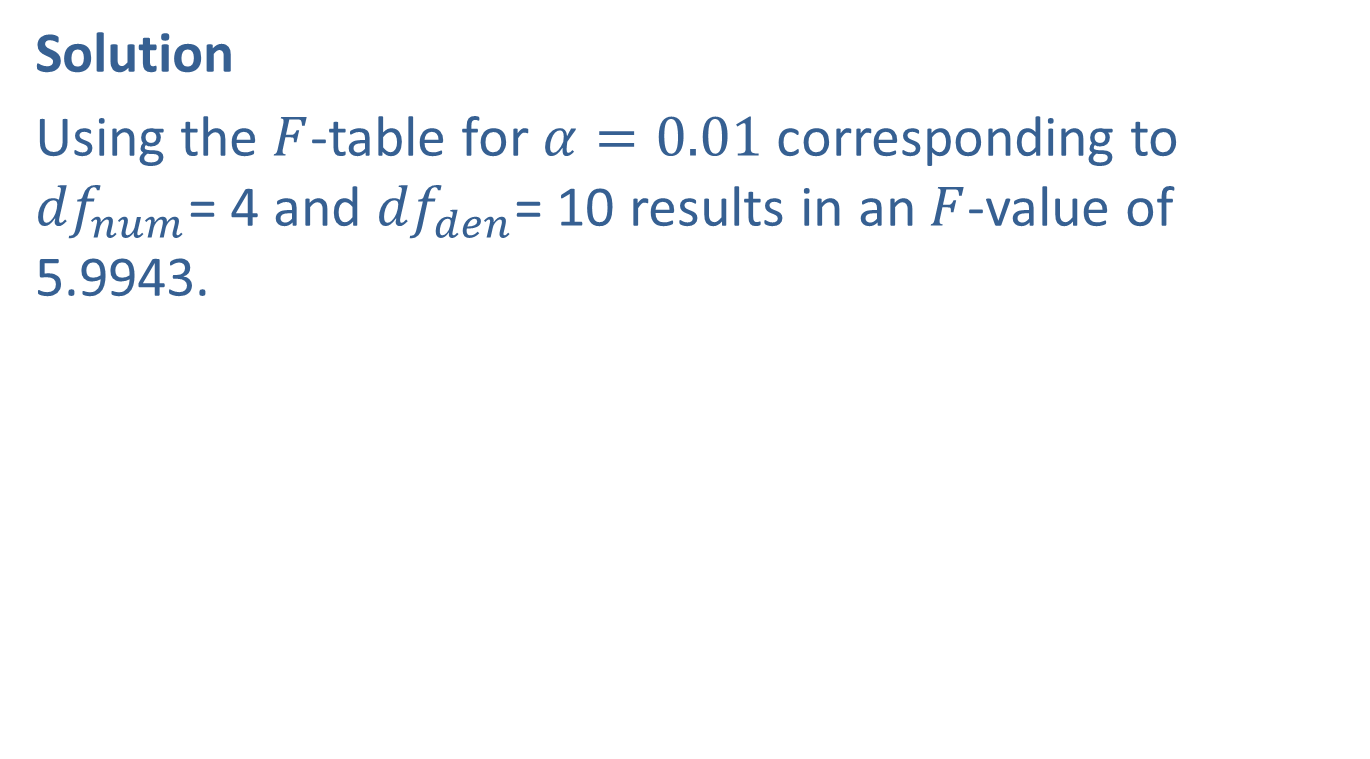 Solution
Using the F-table for α = 0.01 corresponding to
df_num = 4 and df_den = 10 results in an F-value of
5.9943.